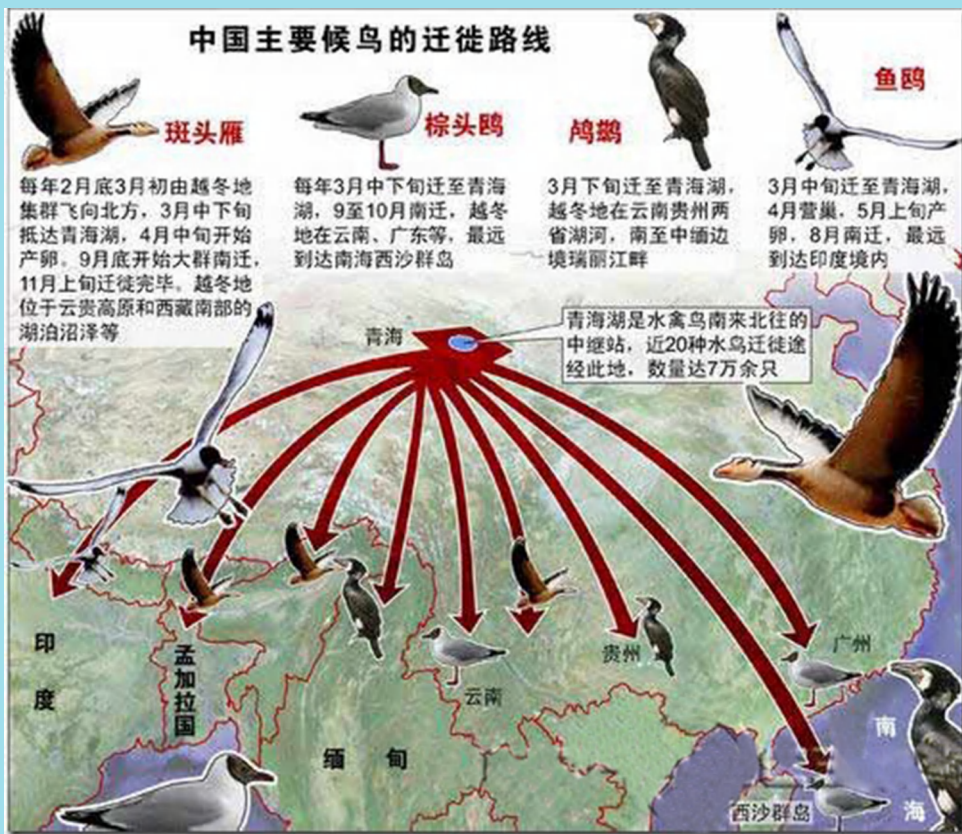 中国主要候鸟的迁徙路线
斑头雁
每年2月底3月初由越冬地
集群飞向北方，3月中下旬
抵达青海湖，4月中旬开始
产卵。9月底开始大群南迁，
11月上旬迁徙完毕。越冬地
位于云贵高原和西藏南部的
湖泊沼泽等
棕头鸥
每年3月中下旬迁至青海
湖，9至10月南迁，越冬
地在云南、广东等，最远
到达南海西沙群岛
鸬鹚
3月下旬迁至青海湖，
越冬地在云南贵州两
省湖河，南至中缅边
境瑞丽江畔
鱼鸥
3月中旬迁至青海湖，
4月营巢，5月上旬产
卵，8月南迁，最远
到达印度境内
青海
青海湖是水禽鸟南来北往的
中继站，近20种水鸟迁徙途
经此地，数量达7万余只
印度
孟加拉国
缅甸
云南
贵州
广州
南海
西沙群岛